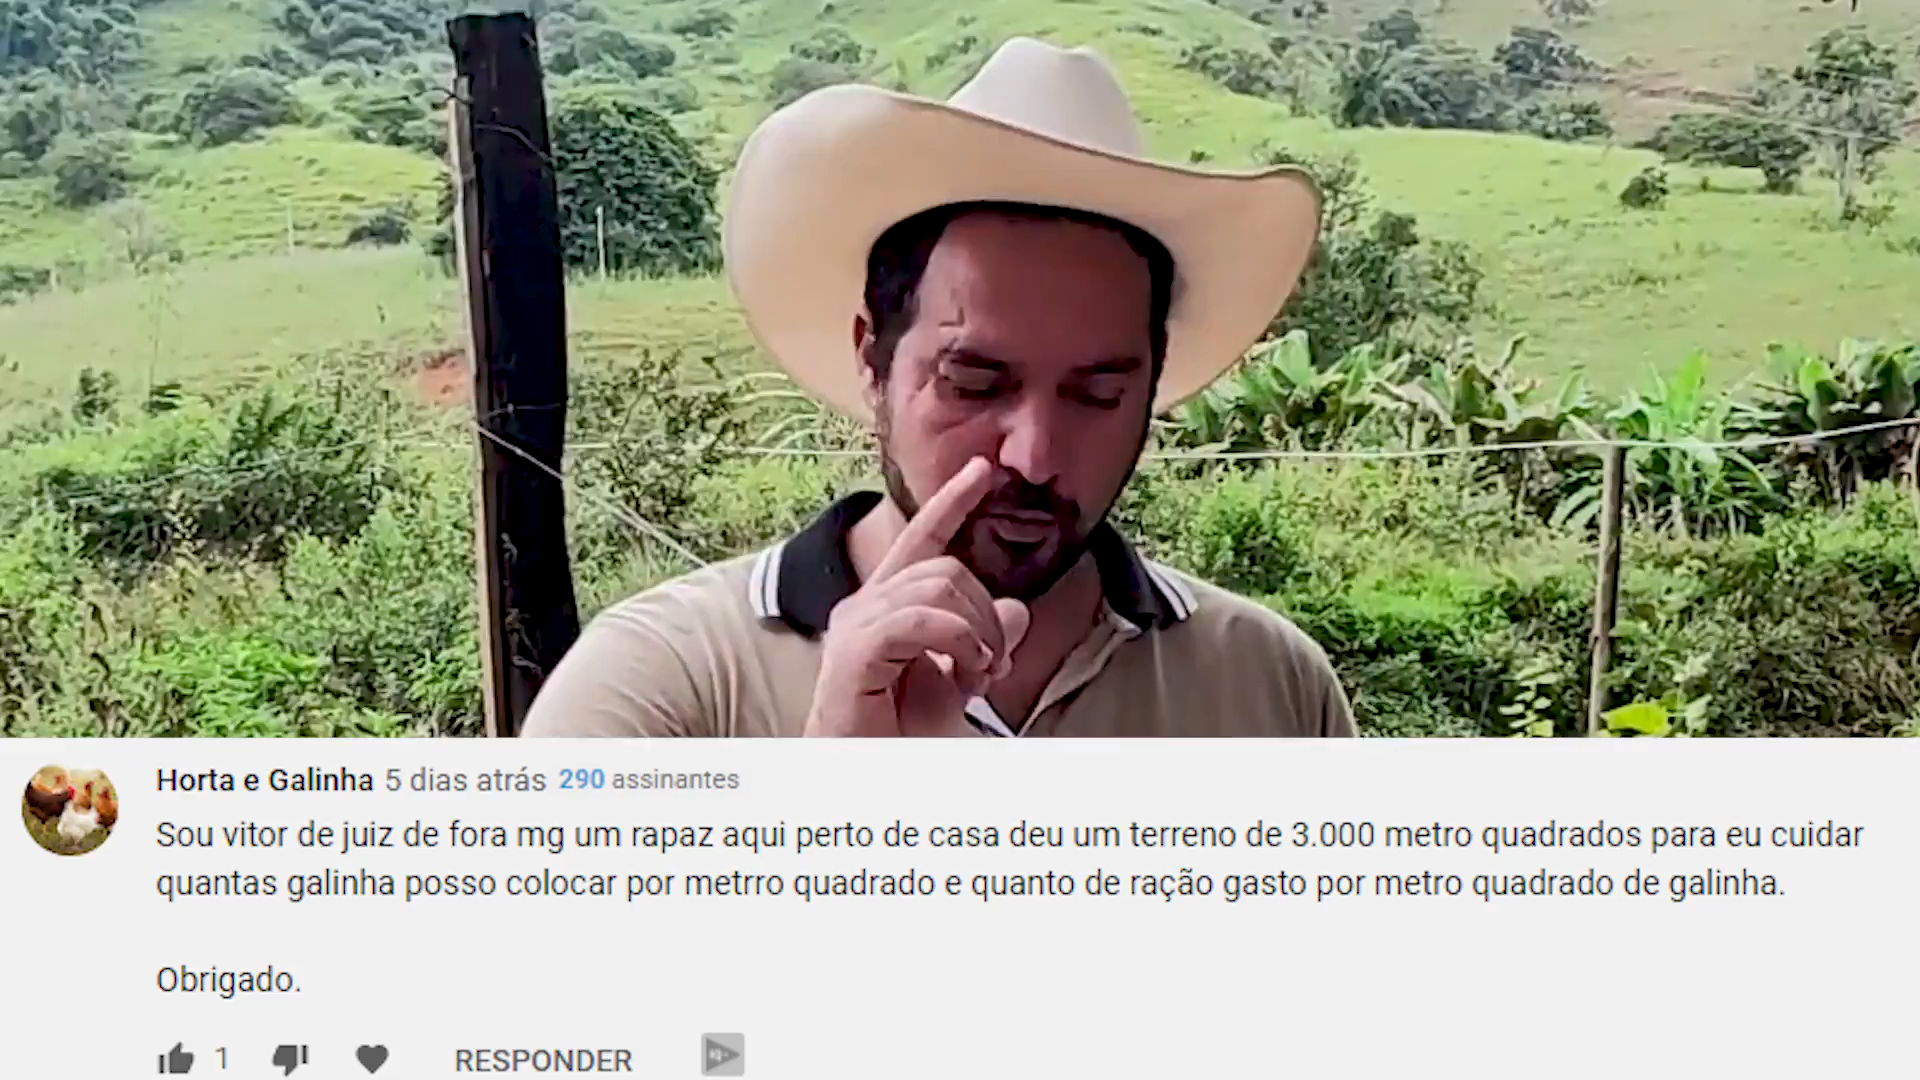 Horta e Galinha 5 dias atrás 290 assinantes
Sou vitor de juiz de fora mg um rapaz aqui perto de casa deu um terreno de 3.000 metro quadrados para eu cuidar
quantas galinha posso colocar por metrro quadrado e quanto de ração gasto por metro quadrado de galinha.
Obrigado.
1 RESPONDER